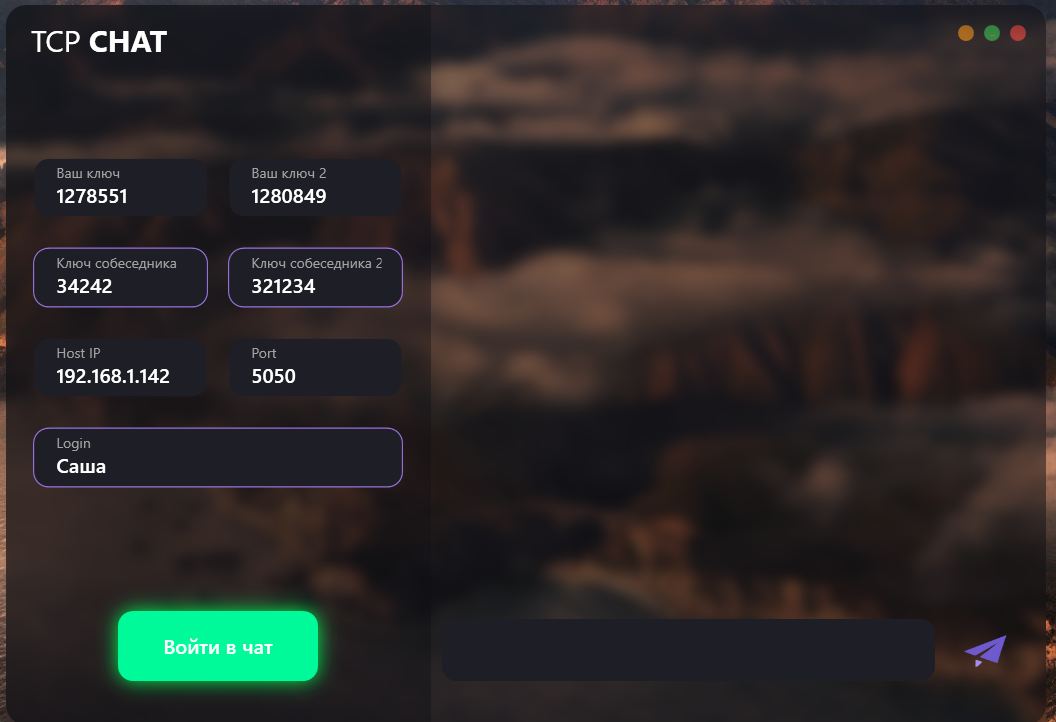 TCP CHAT
Ваш ключ
1278551
Ваш ключ 2
1280849
Ключ собеседника
34242
Ключ собеседника 2
321234
Host IP
192.168.1.142
Port
5050
Login
Саша
Войти в чат